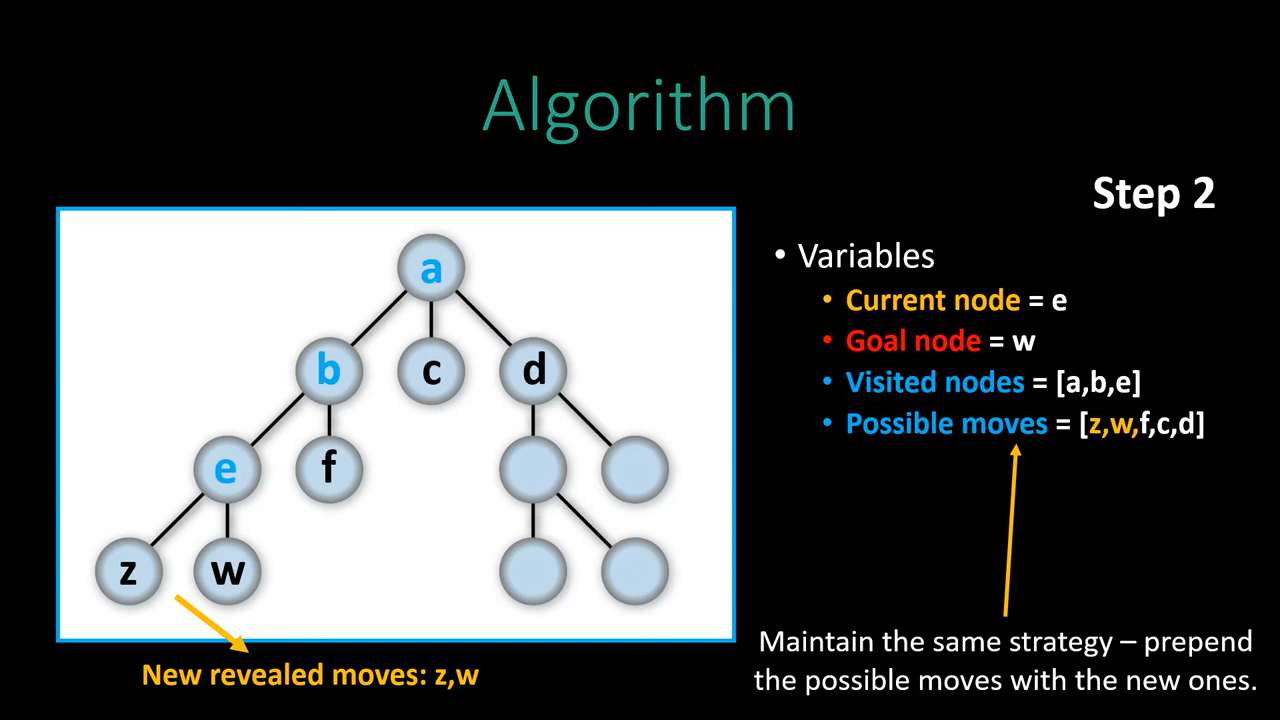 Algorithm
Step 2
• Variables
• Current node = e
• Goal node = w
• Visited nodes = [a,b,e]
• Possible moves = [z,w,f,c,d]
a
b
c
d
e
f
z
w
New revealed moves: z,w
Maintain the same strategy – prepend
the possible moves with the new ones.